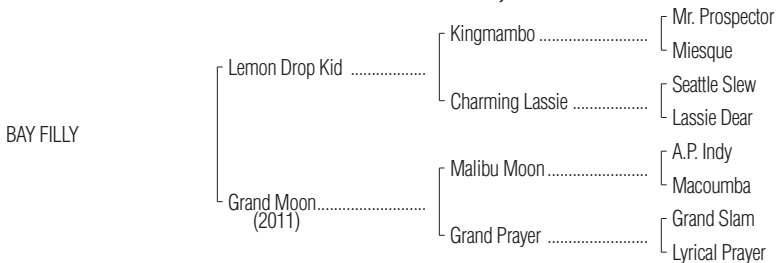 Mr. Prospector
Kingmambo ..........................
Miesque
Lemon Drop Kid ..................
Seattle Slew
Charming Lassie ..................
Lassie Dear
BAY FILLY
A.P. Indy
Malibu Moon ........................
Macoumba
Grand Moon..........................
(2011)
Grand Slam
Grand Prayer ........................
Lyrical Prayer